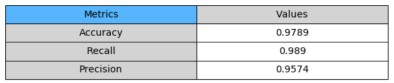 Metrics Values
Accuracy 0.9789
Recall 0.989
Precision 0.9574